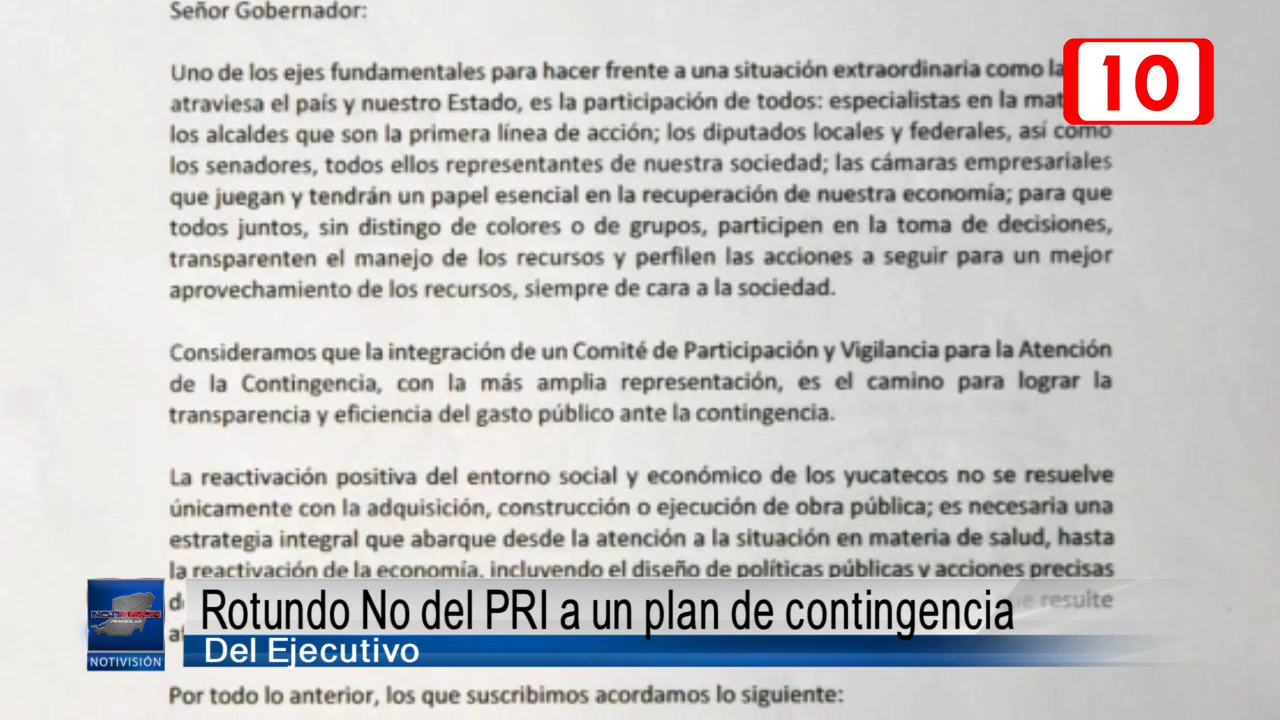 Señor Gobernador:
Uno de los ejes fundamentales para hacer frente a una situación extraordinaria como la
10
atraviesa el país y nuestro Estado, es la participación de todos: especialistas en la
los alcaldes que son la primera línea de acción; los diputados locales y federales, así como
los senadores, todos ellos representantes de nuestra sociedad; las cámaras empresariales
que juegan y tendrán un papel esencial en la recuperación de nuestra economía; para que
todos juntos, sin distingo de colores o de grupos, participen en la toma de decisiones,
transparenten el manejo de los recursos y perfilen las acciones a seguir para un mejor
aprovechamiento de los recursos, siempre de cara a la sociedad.
Consideramos que la integración de un Comité de Participación y Vigilancia para la Atención
de la Contingencia, con la más amplia representación, es el camino para lograr la
transparencia y eficiencia del gasto público ante la contingencia.
La reactivación positiva del entorno social y económico de los yucatecos no se resuelve
únicamente con la adquisición, construcción o ejecución de obra pública; es necesaria una
estrategia integral que abarque desde la atención a la situación en materia de salud, hasta
la reactivación de la economía, incluyendo el diseño de políticas públicas y acciones precisas
resulte
Rotundo No del PRI a un plan de contingencia
Del Ejecutivo
NOTIVISION
PENINSULAR
NOTIVISIÓN
Por todo lo anterior, los que suscribimos acordamos lo siguiente: